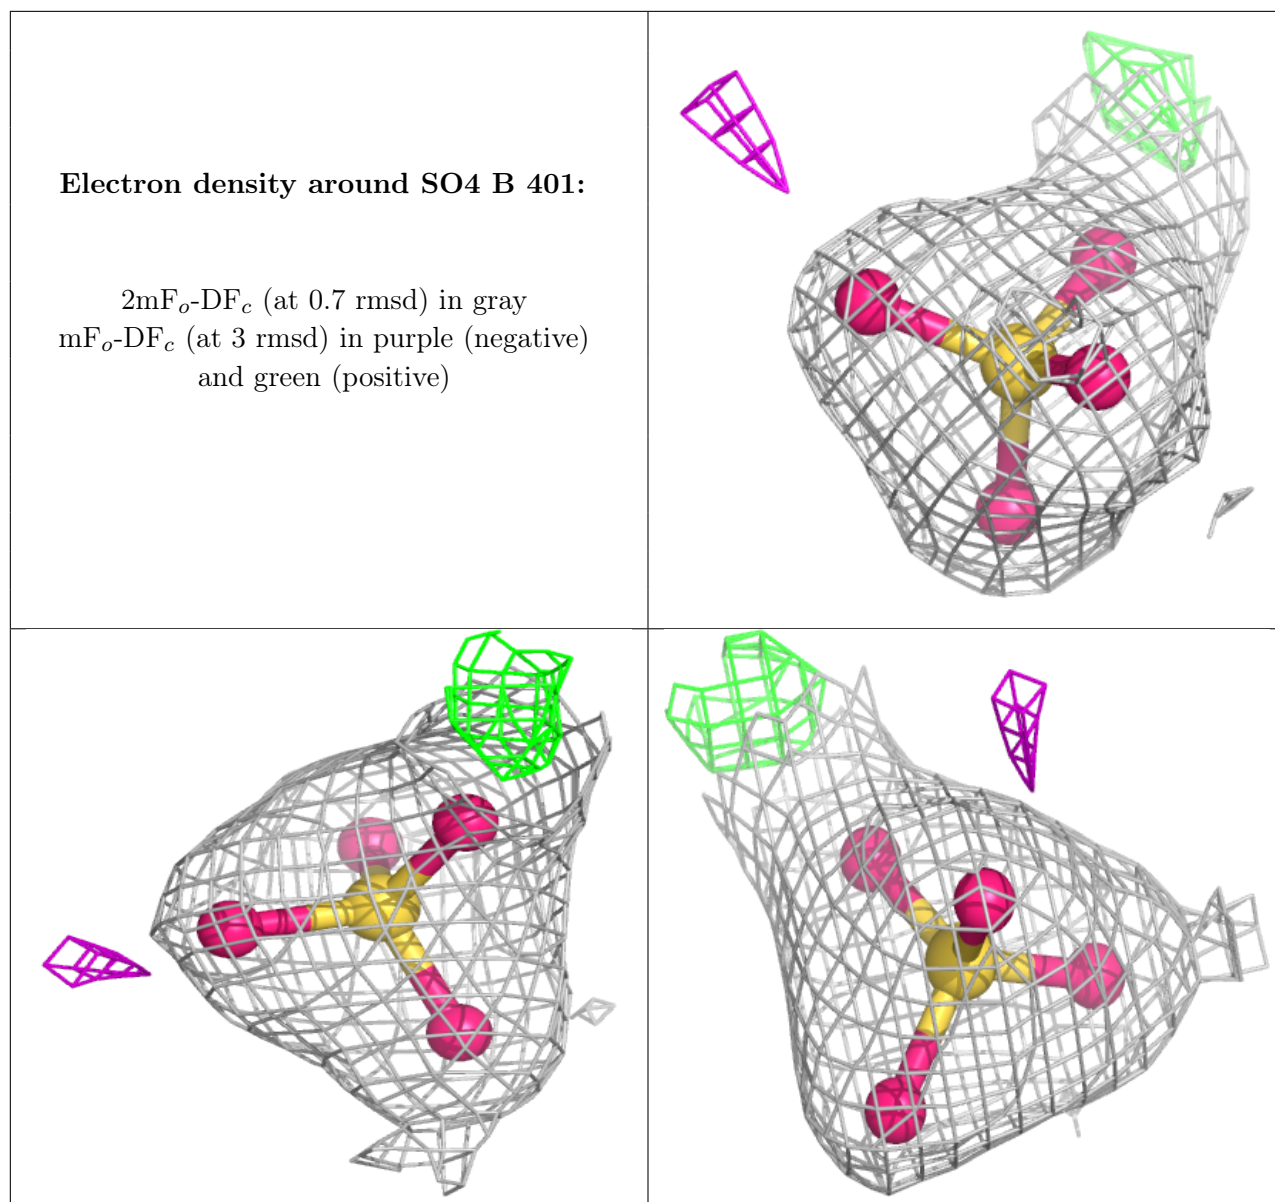 Electron density around SO4 B 401:
2mFo-DFc (at 0.7 rmsd) in gray
mFo-DFc (at 3 rmsd) in purple (negative)
and green (positive)